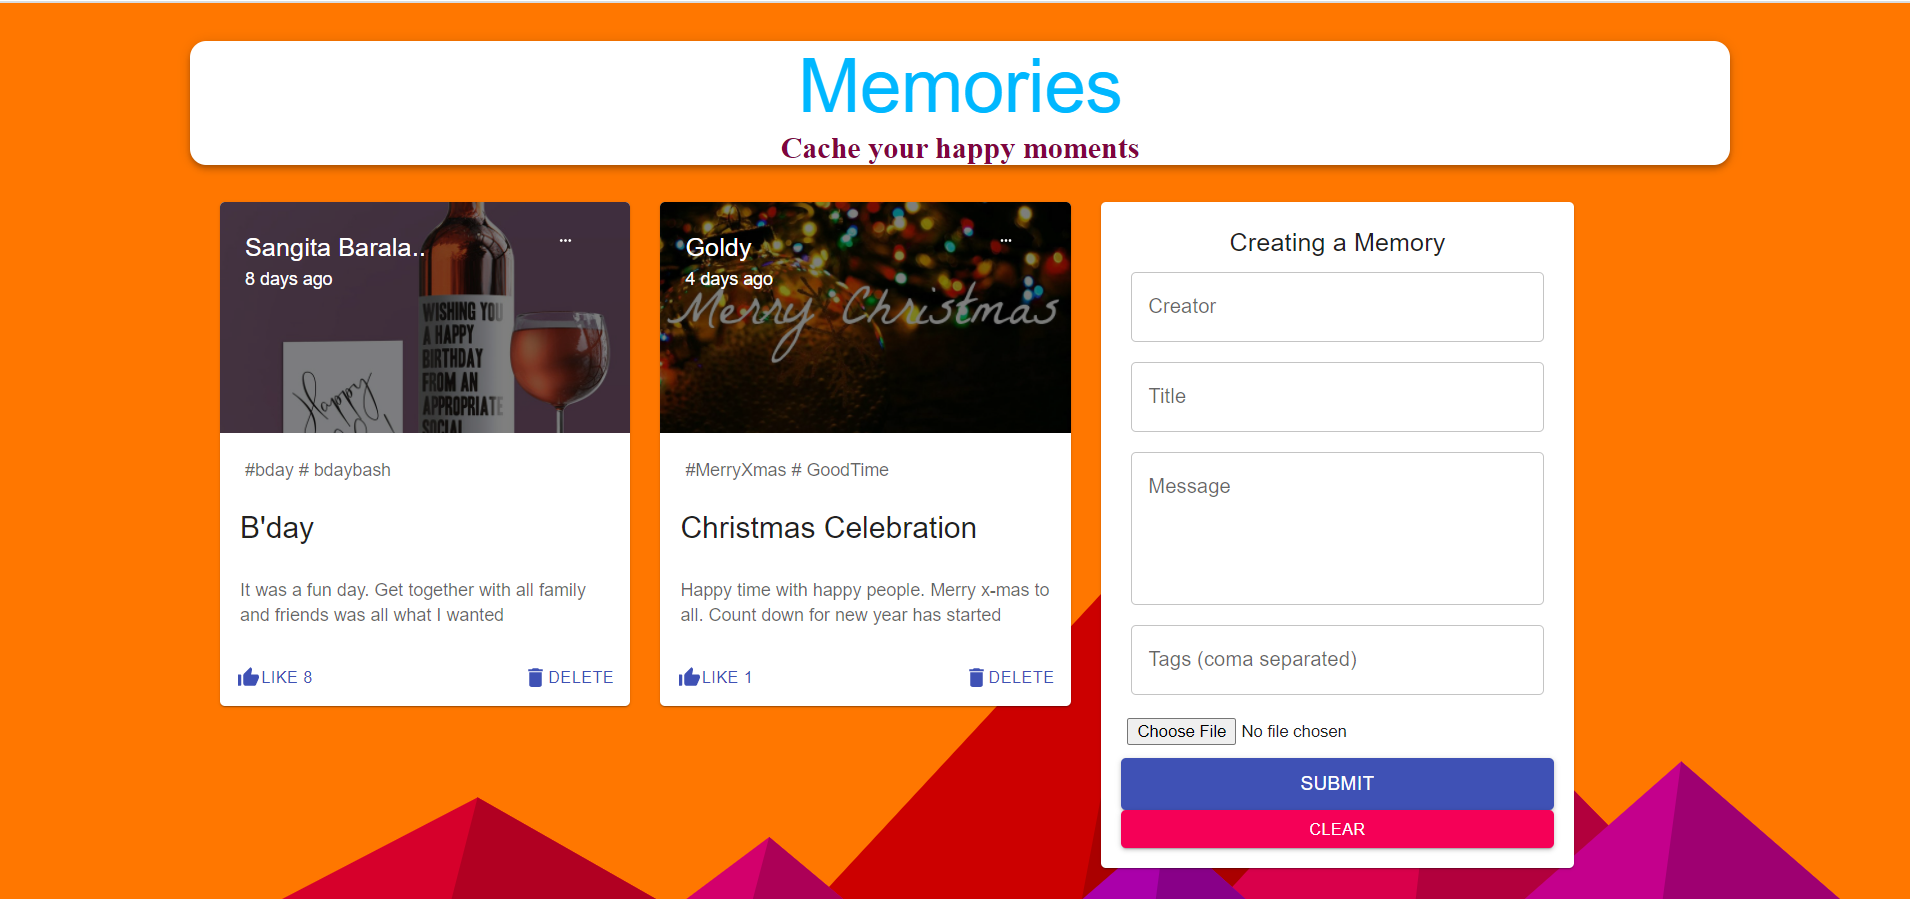 Memories
Cache your happy moments
Sangita Barala..
...
8 days ago
WISHING YOU
A HAPPY
BIRTHDAY
FROM AN
APPROPRIATE
SOCIAL
Happy
#bday # bdaybash
B'day
It was a fun day. Get together with all family
and friends was all what I wanted
LIKE 8
DELETE
Goldy
...
4 days ago
Merry Christmas
#MerryXmas # GoodTime
Christmas Celebration
Happy time with happy people. Merry x-mas to
all. Count down for new year has started
LIKE 1
DELETE
Creating a Memory
Creator
Title
Message
Tags (coma separated)
Choose File No file chosen
SUBMIT
CLEAR